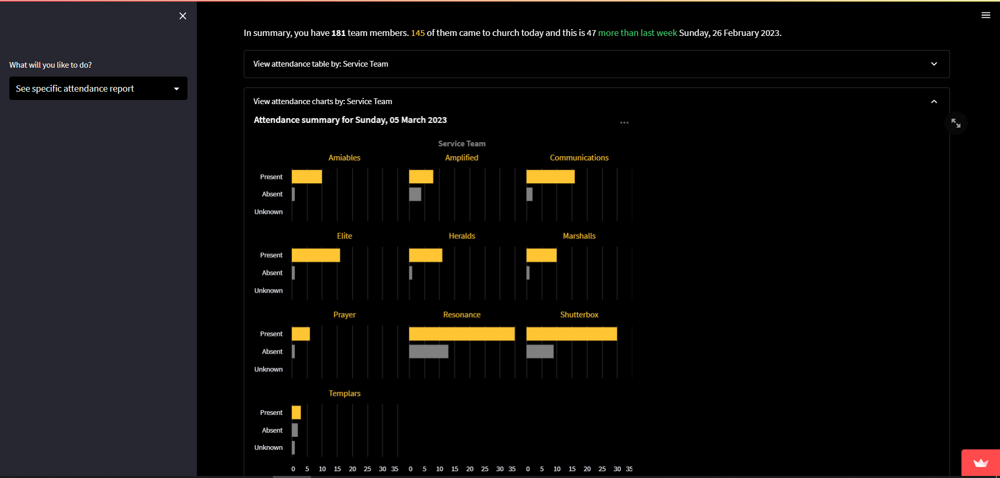 In summary, you have 181 team members. 145 of them came to church today and this is 47 more than last week Sunday, 26 February 2023.
What will you like to do?
See specific attendance report
View attendance table by: Service Team
View attendance charts by: Service Team
Attendance summary for Sunday, 05 March 2023
Service Team
Amiables Amplified Communications
Present
Absent
Unknown
Elite Heralds Marshalls
Present
Absent
Unknown
Prayer Resonance Shutterbox
Present
Absent
Unknown
Templars
Present
Absent
Unknown
0 5 10 15 20 25 30 35 0 5 10 15 20 25 30 35 0 5 10 15 20 25 30 35